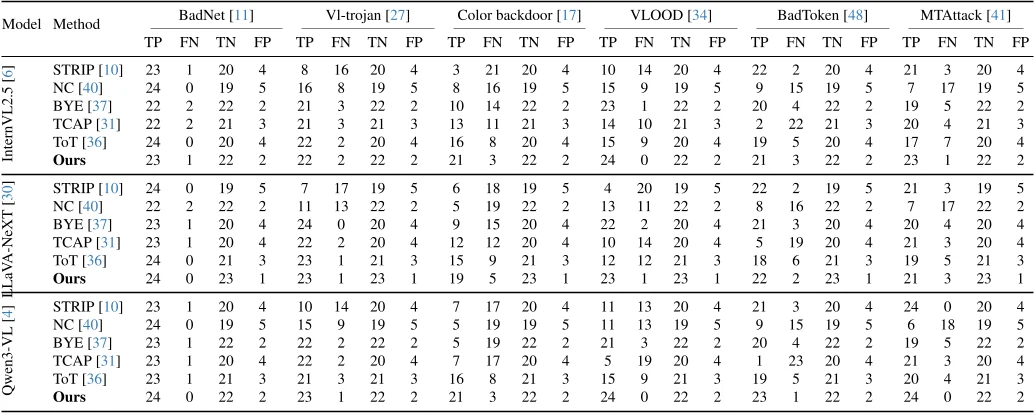 Model Method BadNet [11] Vl-trojan [27] Color backdoor [17] VLOOD [34] BadToken [48] MTAttack [41]
TP FN TN FP TP FN TN FP TP FN TN FP TP FN TN FP TP FN TN FP TP FN TN FP
InternVL2.5 [6]
STRIP [10] 23 1 20 4 8 16 20 4 3 21 20 4 10 14 20 4 22 2 20 4 21 3 20 4
NC [40] 24 0 19 5 16 8 19 5 8 16 19 5 15 9 19 5 9 15 19 5 7 17 19 5
BYE [37] 22 2 22 2 21 3 22 2 10 14 22 2 23 1 22 2 20 4 22 2 19 5 22 2
TCAP [31] 22 2 21 3 21 3 21 3 13 11 21 3 14 10 21 3 2 22 21 3 20 4 21 3
ToT [36] 24 0 20 4 22 2 20 4 16 8 20 4 15 9 20 4 19 5 20 4 17 7 20 4
Ours 23 1 22 2 22 2 22 2 21 3 22 2 24 0 22 2 21 3 22 2 23 1 22 2
LLaVA-NeXT [30]
STRIP [10] 24 0 19 5 7 17 19 5 6 18 19 5 4 20 19 5 22 2 19 5 21 3 19 5
NC [40] 22 2 22 2 11 13 22 2 5 19 22 2 13 11 22 2 8 16 22 2 7 17 22 2
BYE [37] 23 1 20 4 24 0 20 4 9 15 20 4 22 2 20 4 21 3 20 4 20 4 20 4
TCAP [31] 23 1 20 4 22 2 20 4 12 12 20 4 10 14 20 4 5 19 20 4 21 3 20 4
ToT [36] 24 0 21 3 23 1 21 3 15 9 21 3 12 12 21 3 18 6 21 3 19 5 21 3
Ours 24 0 23 1 23 1 23 1 19 5 23 1 23 1 23 1 22 2 23 1 21 3 23 1
Qwen3-VL [4]
STRIP [10] 23 1 20 4 10 14 20 4 7 17 20 4 11 13 20 4 21 3 20 4 24 0 20 4
NC [40] 24 0 19 5 15 9 19 5 5 19 19 5 11 13 19 5 9 15 19 5 6 18 19 5
BYE [37] 23 1 22 2 22 2 22 2 5 19 22 2 21 3 22 2 20 4 22 2 19 5 22 2
TCAP [31] 23 1 20 4 22 2 20 4 7 17 20 4 5 19 20 4 1 23 20 4 21 3 20 4
ToT [36] 23 1 21 3 21 3 21 3 16 8 21 3 15 9 21 3 19 5 21 3 20 4 21 3
Ours 24 0 22 2 23 1 22 2 21 3 22 2 24 0 22 2 23 1 22 2 24 0 22 2